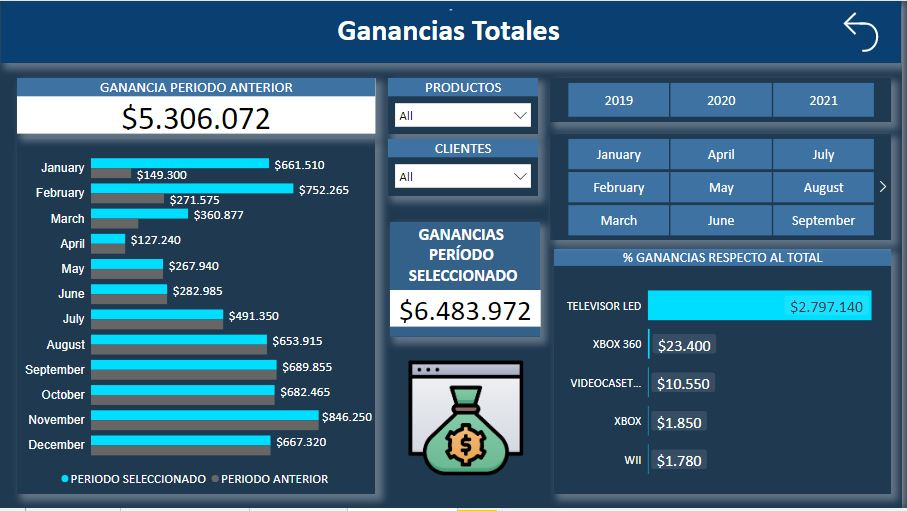 Ganancias Totales
GANANCIA PERIODO ANTERIOR
$5.306.072
January $661.510
$149.300
February $752.265
$271.575
March $360.877
April $127.240
May $267.940
June $282.985
July $491.350
August $653.915
September $689.855
October $682.465
November $846.250
December $667.320
PERIODO SELECCIONADO PERIODO ANTERIOR
PRODUCTOS
All
CLIENTES
All
GANANCIAS
PERÍODO
SELECCIONADO
$6.483.972
$
2019 2020 2021
January April July
February May August
March June September
% GANANCIAS RESPECTO AL TOTAL
TELEVISOR LED $2.797.140
XBOX 360 $23.400
VIDEOCASET... $10.550
XBOX $1.850
WII $1.780